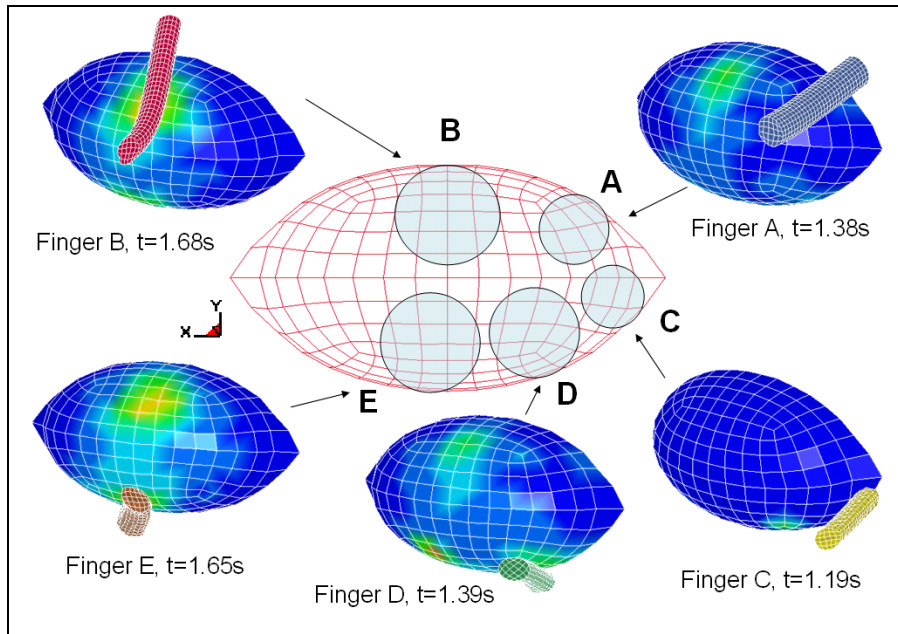 B
A
Finger B, t=1.68s
Finger A, t=1.38s
Y
X
C
E
D
Finger E, t=1.65s
Finger D, t=1.39s
Finger C, t=1.19s